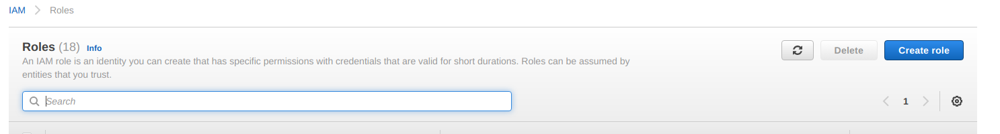 IAM > Roles
Roles (18) Info
Delete
Create role
An IAM role is an identity you can create that has specific permissions with credentials that are valid for short durations. Roles can be assumed by
entities that you trust.
Search
1